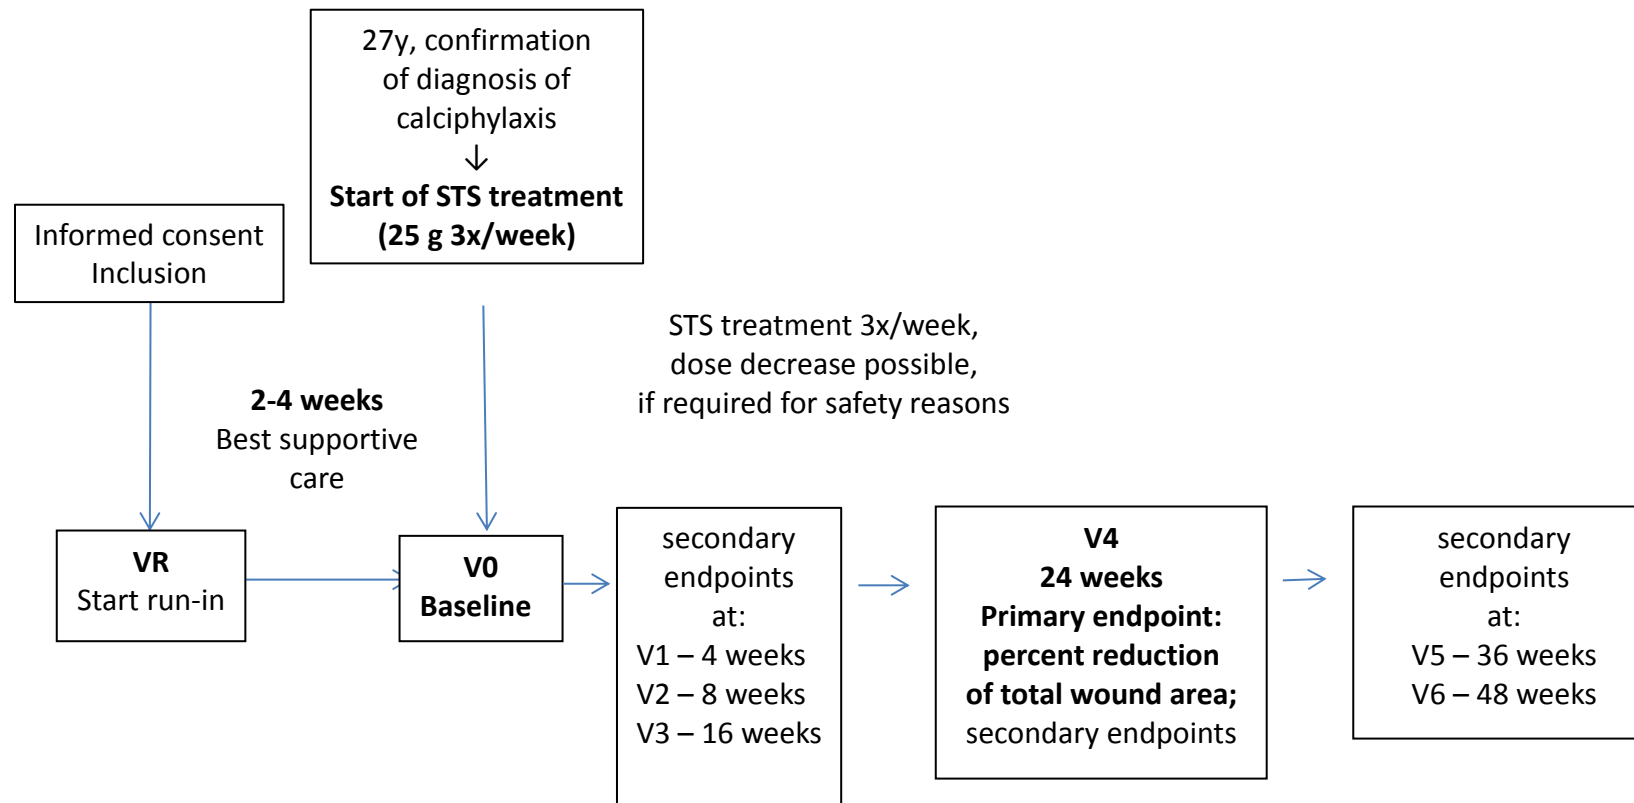 27y, confirmation
of diagnosis of
calciphylaxis
↓
Start of STS treatment
(25 g 3x/week)
Informed consent
Inclusion
STS treatment 3x/week,
dose decrease possible,
if required for safety reasons
2-4 weeks
Best supportive
care
VR
Start run-in
V0
Baseline
secondary
endpoints
at:
V1 – 4 weeks
V2 – 8 weeks
V3 – 16 weeks
V4
24 weeks
Primary endpoint:
percent reduction
of total wound area;
secondary endpoints
secondary
endpoints
at:
V5 – 36 weeks
V6 – 48 weeks